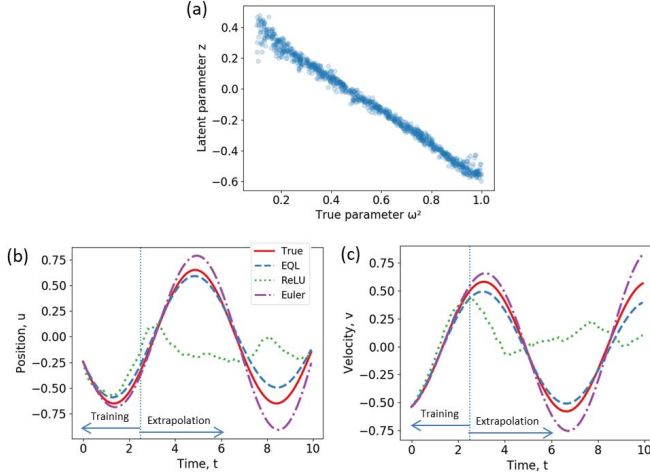 (a)
Latent parameter z
0.4
0.2
0.0
−0.2
−0.4
−0.6
0.2 0.4 0.6 0.8 1.0
True parameter ω²
(b)
Position, u
0.75
0.50
0.25
0.00
−0.25
−0.50
−0.75
True
EQL
ReLU
Euler
Training
Extrapolation
0 2 4 6 8 10
Time, t
(c)
Velocity, v
0.75
0.50
0.25
0.00
−0.25
−0.50
−0.75
Training
Extrapolation
0 2 4 6 8 10
Time, t